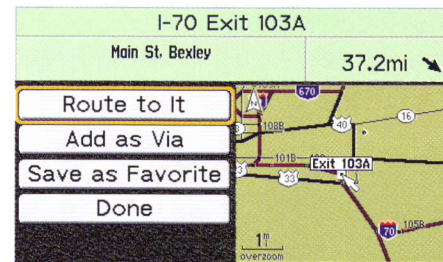 I-70 Exit 103A
Main St, Bexley
37.2mi
Route to It
Add as Via
Save as Favorite
Done
N
670
108B
40
16
101B
Exit 103A
33
70
105B
1 m
overzoom